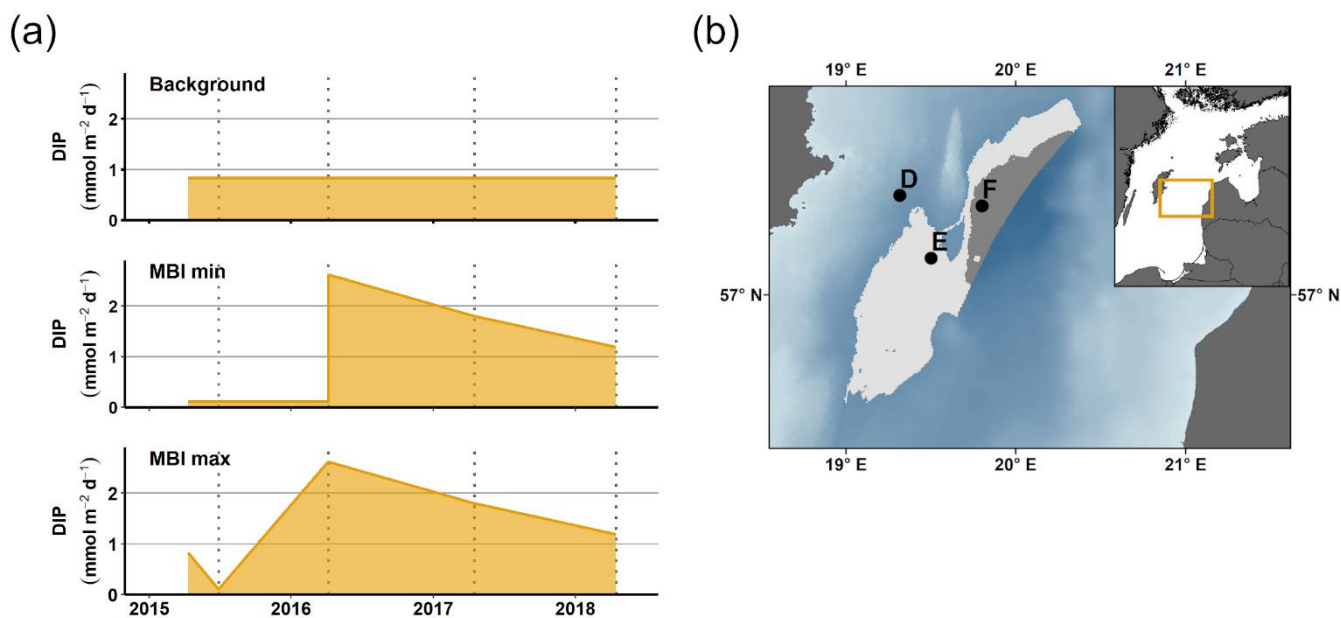 (a)
Background
DIP
(mmol m⁻² d⁻¹)
2
1
0
MBI min
DIP
(mmol m⁻² d⁻¹)
2
1
0
MBI max
DIP
(mmol m⁻² d⁻¹)
2
1
0
2015 2016 2017 2018
(b)
19° E 20° E 21° E
D
F
E
57° N 57° N
19° E 20° E 21° E